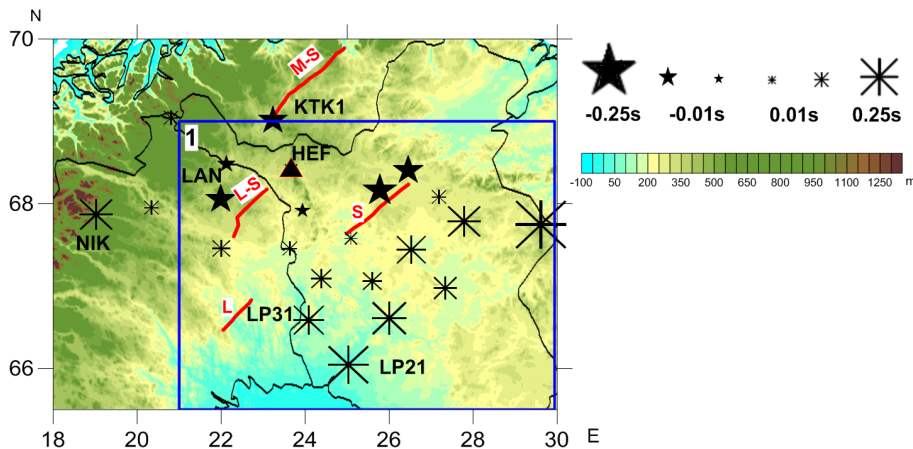 N
70
68
66
18
20
22
24
26
28
30
E
M-S
KTK1
1
HEF
LAN
L-S
S
NIK
L
LP31
LP21
-0.25s
-0.01s
0.01s
0.25s
-100 50 200 350 500 650 800 950 1100 1250 m